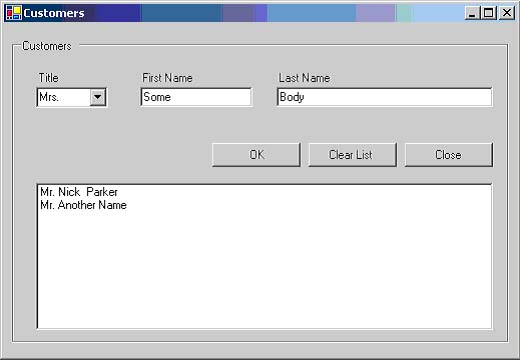 Customers
Customers
Title First Name Last Name
Mrs. Some Body
OK Clear List Close
Mr. Nick  Parker
Mr. Another Name